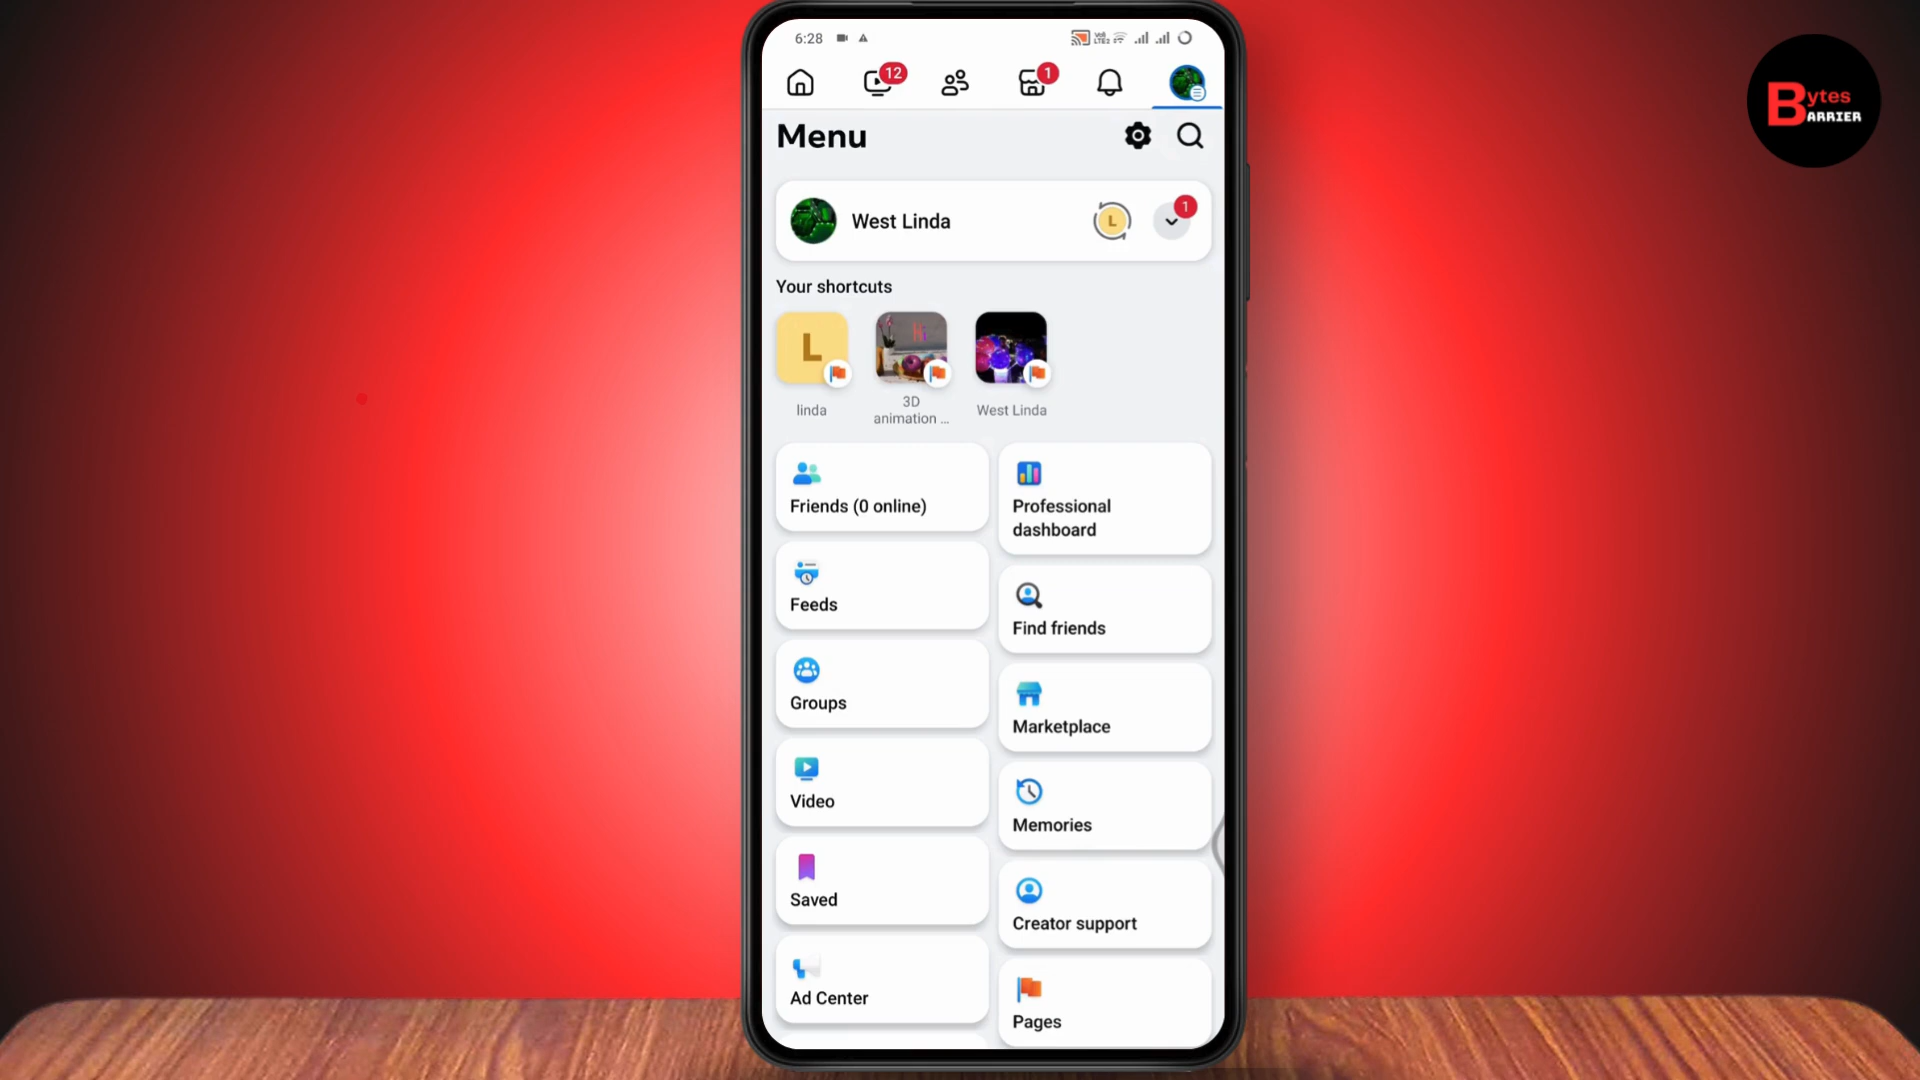 6:28
12
1
Bytes
BARRIER
Menu
West Linda
L
1
Your shortcuts
L
linda
3D
animation ...
West Linda
Friends (0 online)
Professional
dashboard
Feeds
Find friends
Groups
Marketplace
Video
Memories
Saved
Creator support
Ad Center
Pages